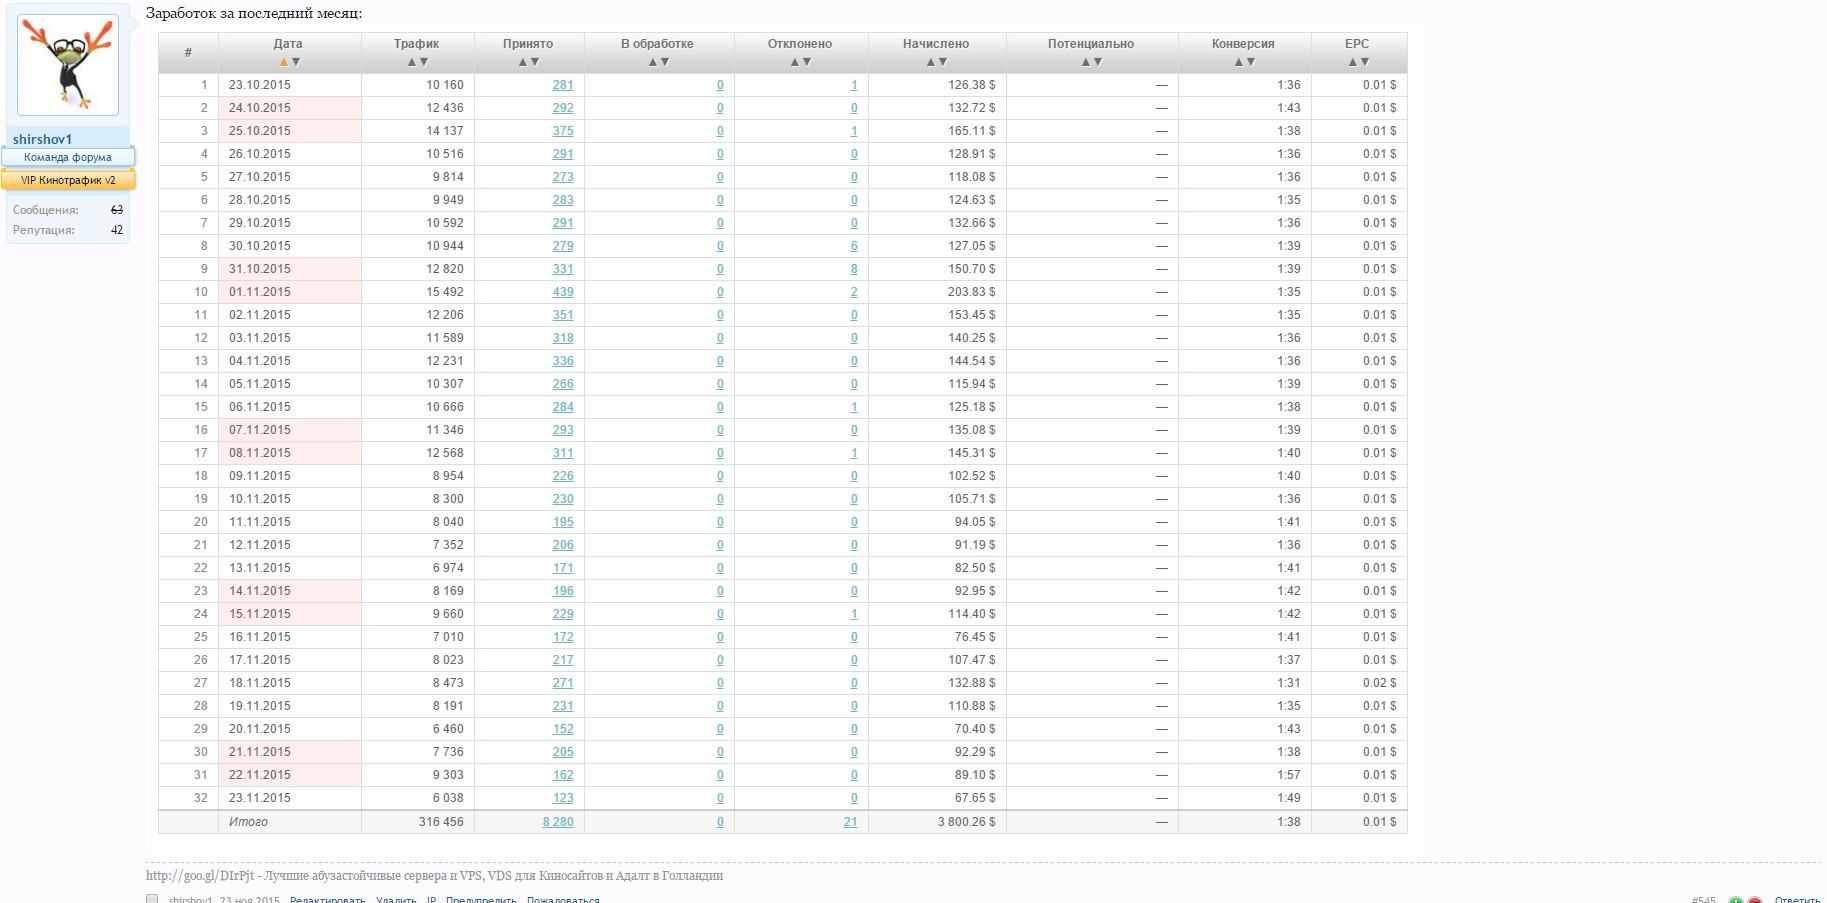 Заработок за последний месяц:
shirshov1
Команда форума
VIP Кинотрафик v2
Сообщения: 63
Репутация: 42
# Дата Трафик Принято В обработке Отклонено Начислено Потенциально Конверсия EPC
▲▼ ▲▼ ▲▼ ▲▼ ▲▼ ▲▼ ▲▼ ▲▼ ▲▼
1 23.10.2015 10 160 281 0 1 126.38 $ — 1:36 0.01 $
2 24.10.2015 12 436 292 0 0 132.72 $ — 1:43 0.01 $
3 25.10.2015 14 137 375 0 1 165.11 $ — 1:38 0.01 $
4 26.10.2015 10 516 291 0 0 128.91 $ — 1:36 0.01 $
5 27.10.2015 9 814 273 0 0 118.08 $ — 1:36 0.01 $
6 28.10.2015 9 949 283 0 0 124.63 $ — 1:35 0.01 $
7 29.10.2015 10 592 291 0 0 132.66 $ — 1:36 0.01 $
8 30.10.2015 10 944 279 0 6 127.05 $ — 1:39 0.01 $
9 31.10.2015 12 820 331 0 8 150.70 $ — 1:39 0.01 $
10 01.11.2015 15 492 439 0 2 203.83 $ — 1:35 0.01 $
11 02.11.2015 12 206 351 0 0 153.45 $ — 1:35 0.01 $
12 03.11.2015 11 589 318 0 0 140.25 $ — 1:36 0.01 $
13 04.11.2015 12 231 336 0 0 144.54 $ — 1:36 0.01 $
14 05.11.2015 10 307 266 0 0 115.94 $ — 1:39 0.01 $
15 06.11.2015 10 666 284 0 1 125.18 $ — 1:38 0.01 $
16 07.11.2015 11 346 293 0 0 135.08 $ — 1:39 0.01 $
17 08.11.2015 12 568 311 0 1 145.31 $ — 1:40 0.01 $
18 09.11.2015 8 954 226 0 0 102.52 $ — 1:40 0.01 $
19 10.11.2015 8 300 230 0 0 105.71 $ — 1:36 0.01 $
20 11.11.2015 8 040 195 0 0 94.05 $ — 1:41 0.01 $
21 12.11.2015 7 352 206 0 0 91.19 $ — 1:36 0.01 $
22 13.11.2015 6 974 171 0 0 82.50 $ — 1:41 0.01 $
23 14.11.2015 8 169 196 0 0 92.95 $ — 1:42 0.01 $
24 15.11.2015 9 660 229 0 1 114.40 $ — 1:42 0.01 $
25 16.11.2015 7 010 172 0 0 76.45 $ — 1:41 0.01 $
26 17.11.2015 8 023 217 0 0 107.47 $ — 1:37 0.01 $
27 18.11.2015 8 473 271 0 0 132.88 $ — 1:31 0.02 $
28 19.11.2015 8 191 231 0 0 110.88 $ — 1:35 0.01 $
29 20.11.2015 6 460 152 0 0 70.40 $ — 1:43 0.01 $
30 21.11.2015 7 736 205 0 0 92.29 $ — 1:38 0.01 $
31 22.11.2015 9 303 162 0 0 89.10 $ — 1:57 0.01 $
32 23.11.2015 6 038 123 0 0 67.65 $ — 1:49 0.01 $
Итого 316 456 8 280 0 21 3 800.26 $ — 1:38 0.01 $
http://goo.gl/DIrPjt - Лучшие абузастойчивые сервера и VPS, VDS для Киносайтов и Адалт в Голландии
shirshov1, 23 ноя 2015 Редактировать Удалить IP Предупредить Пожаловаться #545 Ответить